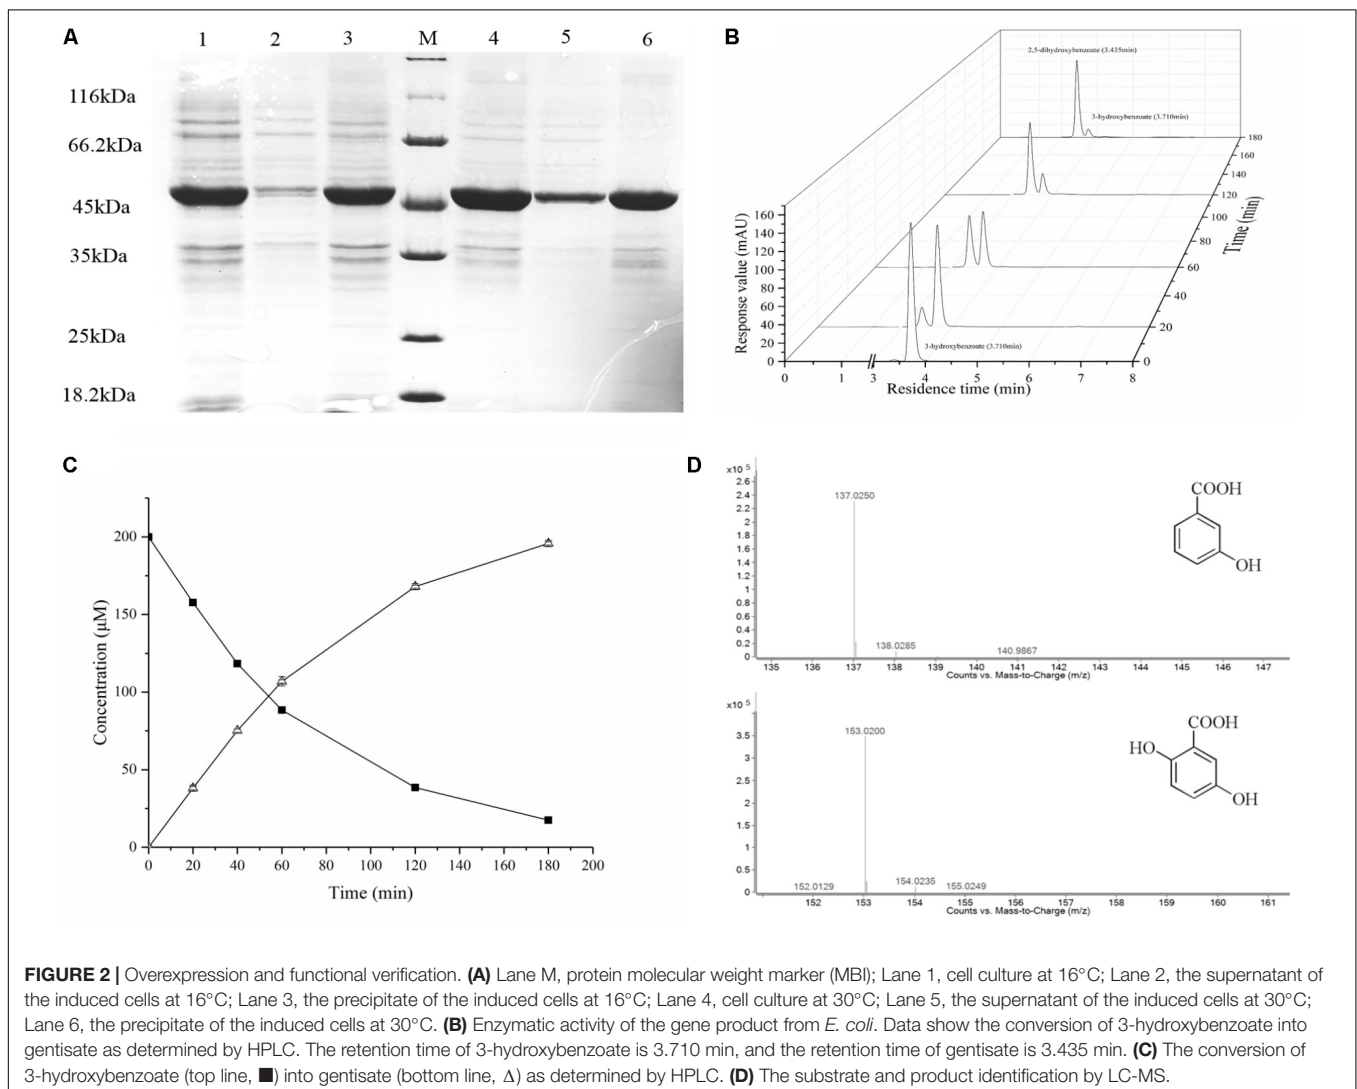 A
1 2 3 M 4 5 6
116kDa
66.2kDa
45kDa
35kDa
25kDa
18.2kDa
B
2,5-dihydroxybenzoate (3.435min)
3-hydroxybenzoate (3.710min)
180
160
140
120
100
80
60
40
20
0
Time (min)
Response value (mAU)
160
140
120
100
80
60
40
20
0
3-hydroxybenzoate (3.710min)
0 1 3 4 5 6 7 8
Residence time (min)
C
Concentration (μM)
200
150
100
50
0
0 20 40 60 80 100 120 140 160 180 200
Time (min)
D
x10 5
2.6
2.4
2.2
2
1.8
1.6
1.4
1.2
1
0.8
0.6
0.4
0.2
0
137.0250
138.0285
140.9867
COOH
OH
135 136 137 138 139 140 141 142 143 144 145 146 147
Counts vs. Mass-to-Charge (m/z)
x10 5
3.5
3
2.5
2
1.5
1
0.5
0
153.0200
152.0129
154.0235
155.0249
COOH
HO
OH
152 153 154 155 156 157 158 159 160 161
Counts vs. Mass-to-Charge (m/z)
FIGURE 2 | Overexpression and functional verification. (A) Lane M, protein molecular weight marker (MBI); Lane 1, cell culture at 16°C; Lane 2, the supernatant of
the induced cells at 16°C; Lane 3, the precipitate of the induced cells at 16°C; Lane 4, cell culture at 30°C; Lane 5, the supernatant of the induced cells at 30°C;
Lane 6, the precipitate of the induced cells at 30°C. (B) Enzymatic activity of the gene product from E. coli. Data show the conversion of 3-hydroxybenzoate into
gentisate as determined by HPLC. The retention time of 3-hydroxybenzoate is 3.710 min, and the retention time of gentisate is 3.435 min. (C) The conversion of
3-hydroxybenzoate (top line, ■) into gentisate (bottom line, Δ) as determined by HPLC. (D) The substrate and product identification by LC-MS.